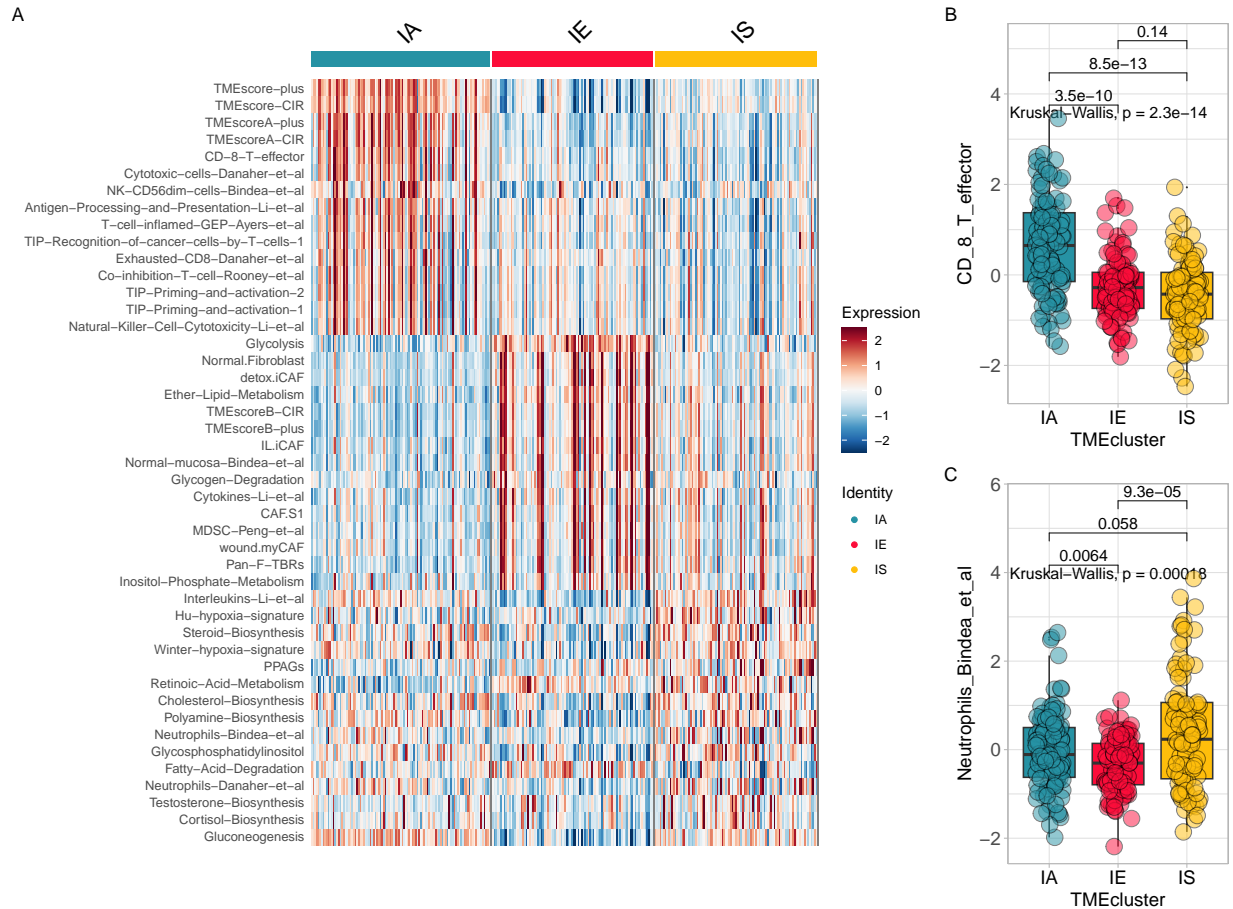 A
IA
IE
IS
TMEscore−plus
TMEscore−CIR
TMEscoreA−plus
TMEscoreA−CIR
CD−8−T−effector
Cytotoxic−cells−Danaher−et−al
NK−CD56dim−cells−Bindea−et−al
Antigen−Processing−and−Presentation−Li−et−al
T−cell−inflamed−GEP−Ayers−et−al
TIP−Recognition−of−cancer−cells−by−T−cells−1
Exhausted−CD8−Danaher−et−al
Co−inhibition−T−cell−Rooney−et−al
TIP−Priming−and−activation−2
TIP−Priming−and−activation−1
Natural−Killer−Cell−Cytotoxicity−Li−et−al
Glycolysis
Normal.Fibroblast
detox.iCAF
Ether−Lipid−Metabolism
TMEscoreB−CIR
TMEscoreB−plus
IL.iCAF
Normal−mucosa−Bindea−et−al
Glycogen−Degradation
Cytokines−Li−et−al
CAF.S1
MDSC−Peng−et−al
wound.myCAF
Pan−F−TBRs
Inositol−Phosphate−Metabolism
Interleukins−Li−et−al
Hu−hypoxia−signature
Steroid−Biosynthesis
Winter−hypoxia−signature
PPAGs
Retinoic−Acid−Metabolism
Cholesterol−Biosynthesis
Polyamine−Biosynthesis
Neutrophils−Bindea−et−al
Glycosphosphatidylinositol
Fatty−Acid−Degradation
Neutrophils−Danaher−et−al
Testosterone−Biosynthesis
Cortisol−Biosynthesis
Gluconeogenesis
Expression
2
1
0
−1
−2
Identity
IA
IE
IS
B
0.14
8.5e−13
3.5e−10
Kruskal−Wallis, p = 2.3e−14
CD_8_T_effector
4
2
0
−2
IA
IE
IS
TMEcluster
C
9.3e−05
0.058
0.0064
Kruskal−Wallis, p = 0.00018
Neutrophils_Bindea_et_al
6
4
2
0
−2
IA
IE
IS
TMEcluster